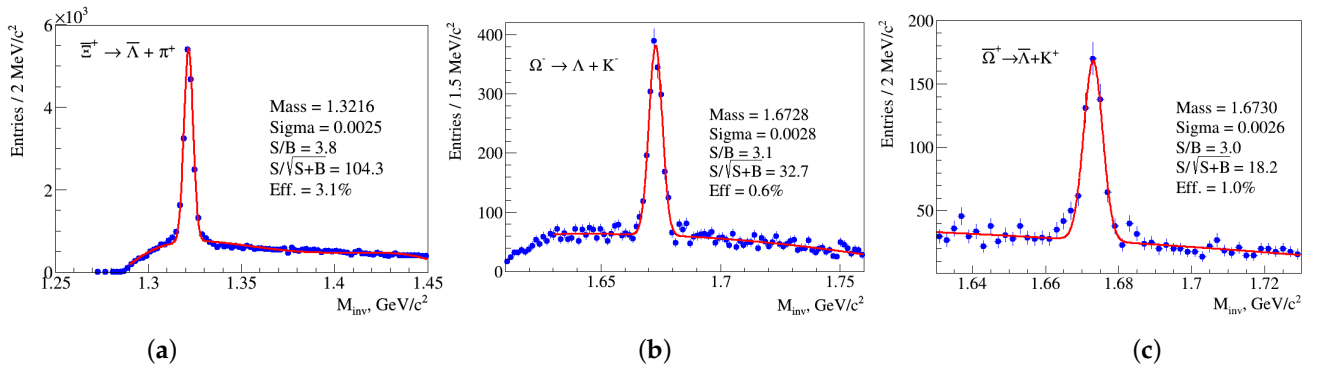 ×10³
6
4
2
0
1.25
1.3
1.35
1.4
1.45
Entries / 2 MeV/c²
M_inv, GeV/c²
Ξ̅⁺ → Λ̅ + π⁺
Mass = 1.3216
Sigma = 0.0025
S/B = 3.8
S/√S+B = 104.3
Eff. = 3.1%
(a)
400
300
200
100
0
1.65
1.7
1.75
Entries / 1.5 MeV/c²
M_inv, GeV/c²
Ω⁻ → Λ + K⁻
Mass = 1.6728
Sigma = 0.0028
S/B = 3.1
S/√S+B = 32.7
Eff = 0.6%
(b)
200
150
100
50
1.64
1.66
1.68
1.7
1.72
Entries / 2 MeV/c²
M_inv, GeV/c²
Ω̅⁺→Λ̅+K⁺
Mass = 1.6730
Sigma = 0.0026
S/B = 3.0
S/√S+B = 18.2
Eff. = 1.0%
(c)